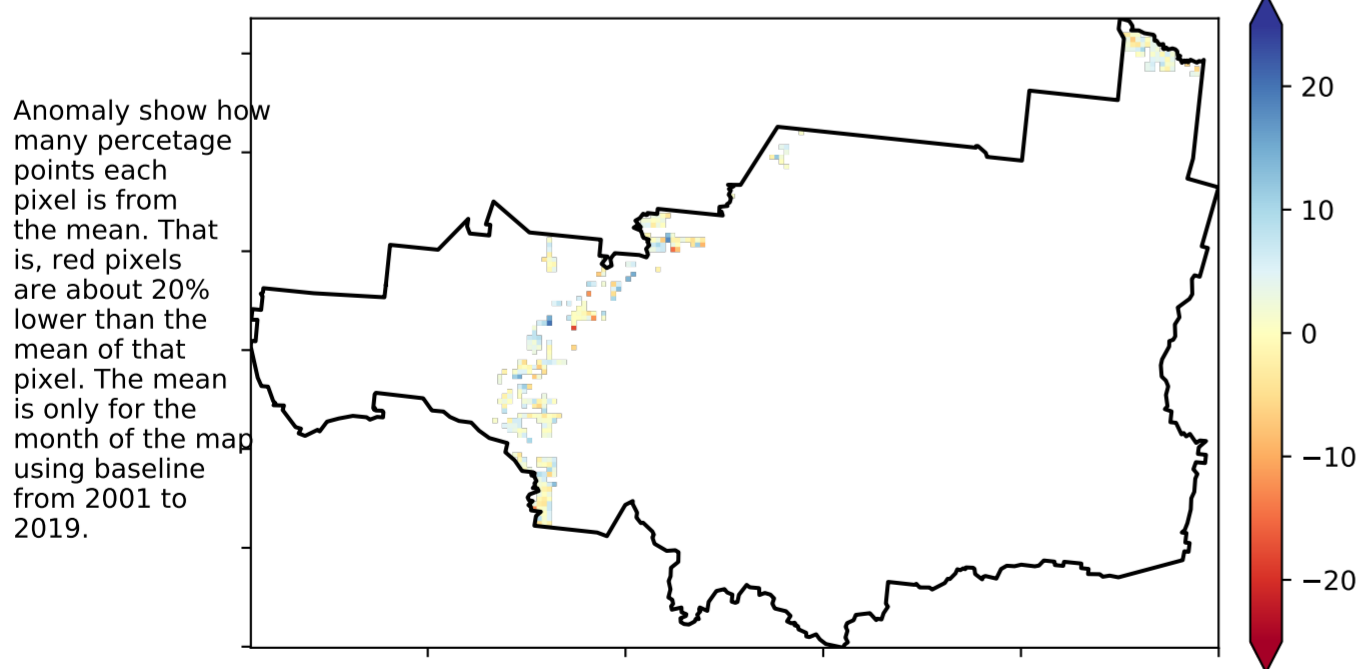 Anomaly show how
many percetage
points each
pixel is from
the mean. That
is, red pixels
are about 20%
lower than the
mean of that
pixel. The mean
is only for the
month of the map
using baseline
from 2001 to
2019.
20
10
0
−10
−20